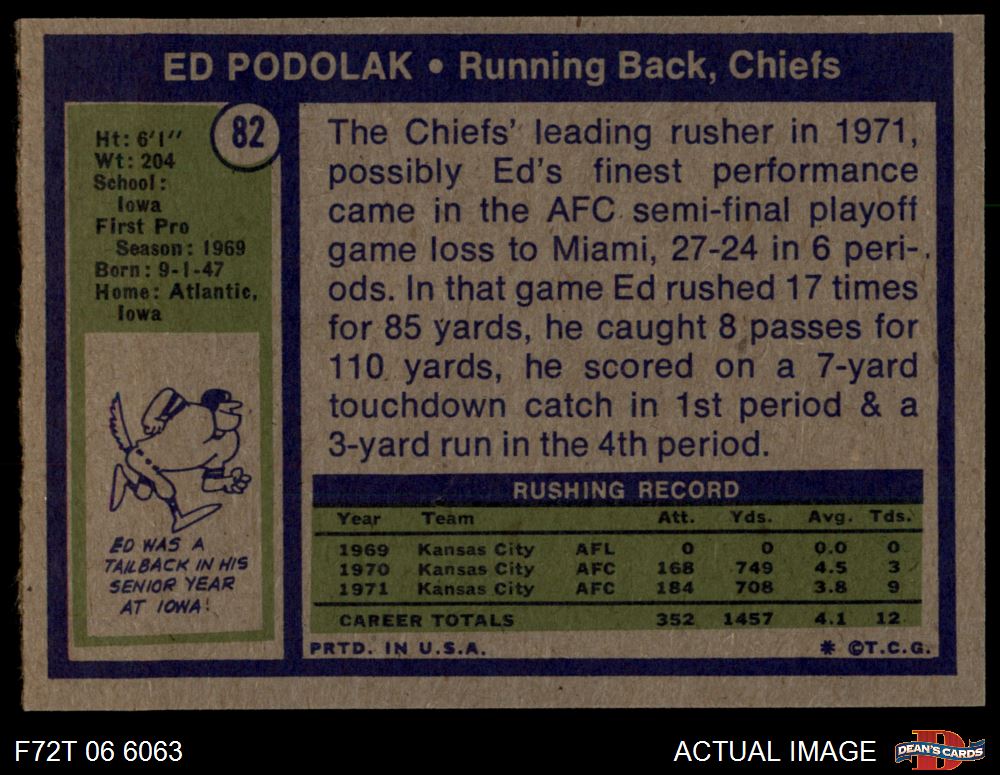 ED PODOLAK • Running Back, Chiefs
82
Ht: 6'1''
Wt: 204
School:
Iowa
First Pro
Season: 1969
Born: 9-1-47
Home: Atlantic,
Iowa
ED WAS A
TAILBACK IN HIS
SENIOR YEAR
AT IOWA!
The Chiefs' leading rusher in 1971,
possibly Ed's finest performance
came in the AFC semi-final playoff
game loss to Miami, 27-24 in 6 peri-
ods. In that game Ed rushed 17 times
for 85 yards, he caught 8 passes for
110 yards, he scored on a 7-yard
touchdown catch in 1st period & a
3-yard run in the 4th period.
RUSHING RECORD
Year Team Att. Yds. Avg. Tds.
1969 Kansas City AFL 0 0 0.0 0
1970 Kansas City AFC 168 749 4.5 3
1971 Kansas City AFC 184 708 3.8 9
CAREER TOTALS 352 1457 4.1 12
PRTD. IN U.S.A. * ©T.C.G.
F72T 06 6063 ACTUAL IMAGE DEAN'S CARDS